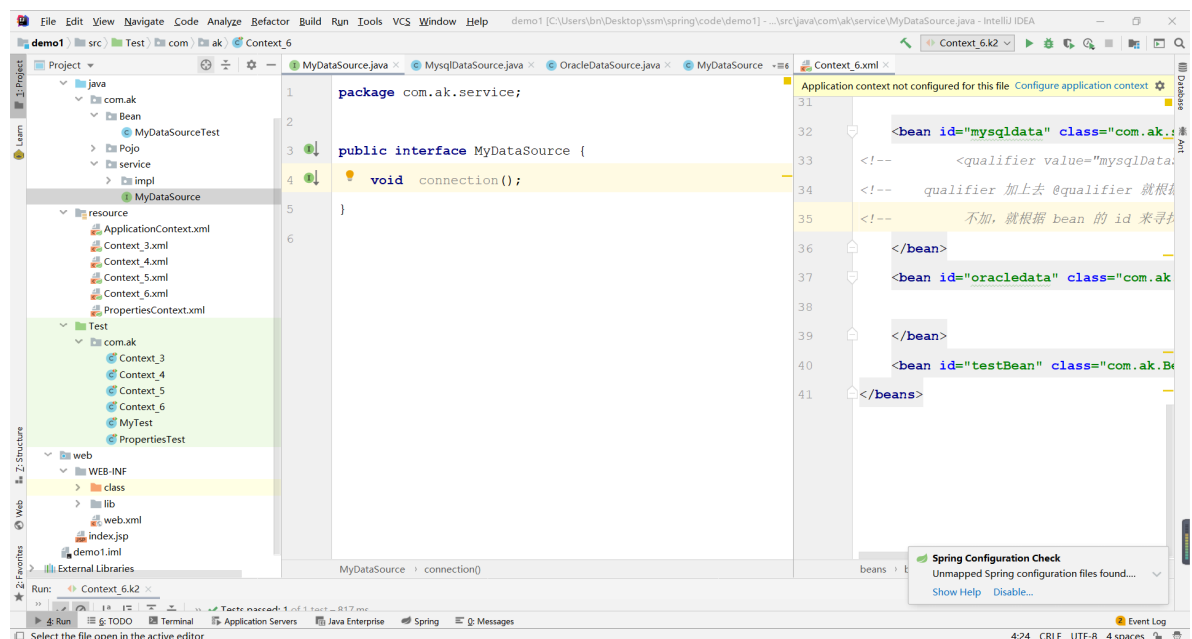 File Edit View Navigate Code Analyze Refactor Build Run Tools VCS Window Help demo1 [C:\Users\bn\Desktop\ssm\spring\code\demo1] - ...\src\java\com\ak\service\MyDataSource.java - IntelliJ IDEA
demo1 src Test com ak Context_6
Context_6.k2
1: Project
Learn
Z: Structure
Web
2: Favorites
Project
java
com.ak
Bean
MyDataSourceTest
Pojo
service
impl
MyDataSource
resource
ApplicationContext.xml
Context_3.xml
Context_4.xml
Context_5.xml
Context_6.xml
PropertiesContext.xml
Test
com.ak
Context_3
Context_4
Context_5
Context_6
MyTest
PropertiesTest
web
WEB-INF
class
lib
web.xml
index.jsp
demo1.iml
External Libraries
MyDataSource.java MysqlDataSource.java OracleDataSource.java MyDataSource
1 package com.ak.service;
2
3 public interface MyDataSource {
4 void connection();
5 }
6
MyDataSource › connection()
Context_6.xml
Application context not configured for this file Configure application context
31
32 <bean id="mysqldata" class="com.ak.s
33 <!-- <qualifier value="mysqlData
34 <!-- qualifier 加上去 @qualifier 就根据
35 <!-- 不加，就根据 bean 的 id 来寻找
36 </bean>
37 <bean id="oracledata" class="com.ak
38
39 </bean>
40 <bean id="testBean" class="com.ak.Be
41 </beans>
beans ›
Database
Ant
Spring Configuration Check
Unmapped Spring configuration files found....
Show Help Disable...
Run: Context_6.k2
Tests passed: 1 of 1 test – 817 ms
4: Run 6: TODO Terminal Application Servers Java Enterprise Spring 0: Messages 2 Event Log
Select the file open in the active editor 4:24 CRLF UTF-8 4 spaces